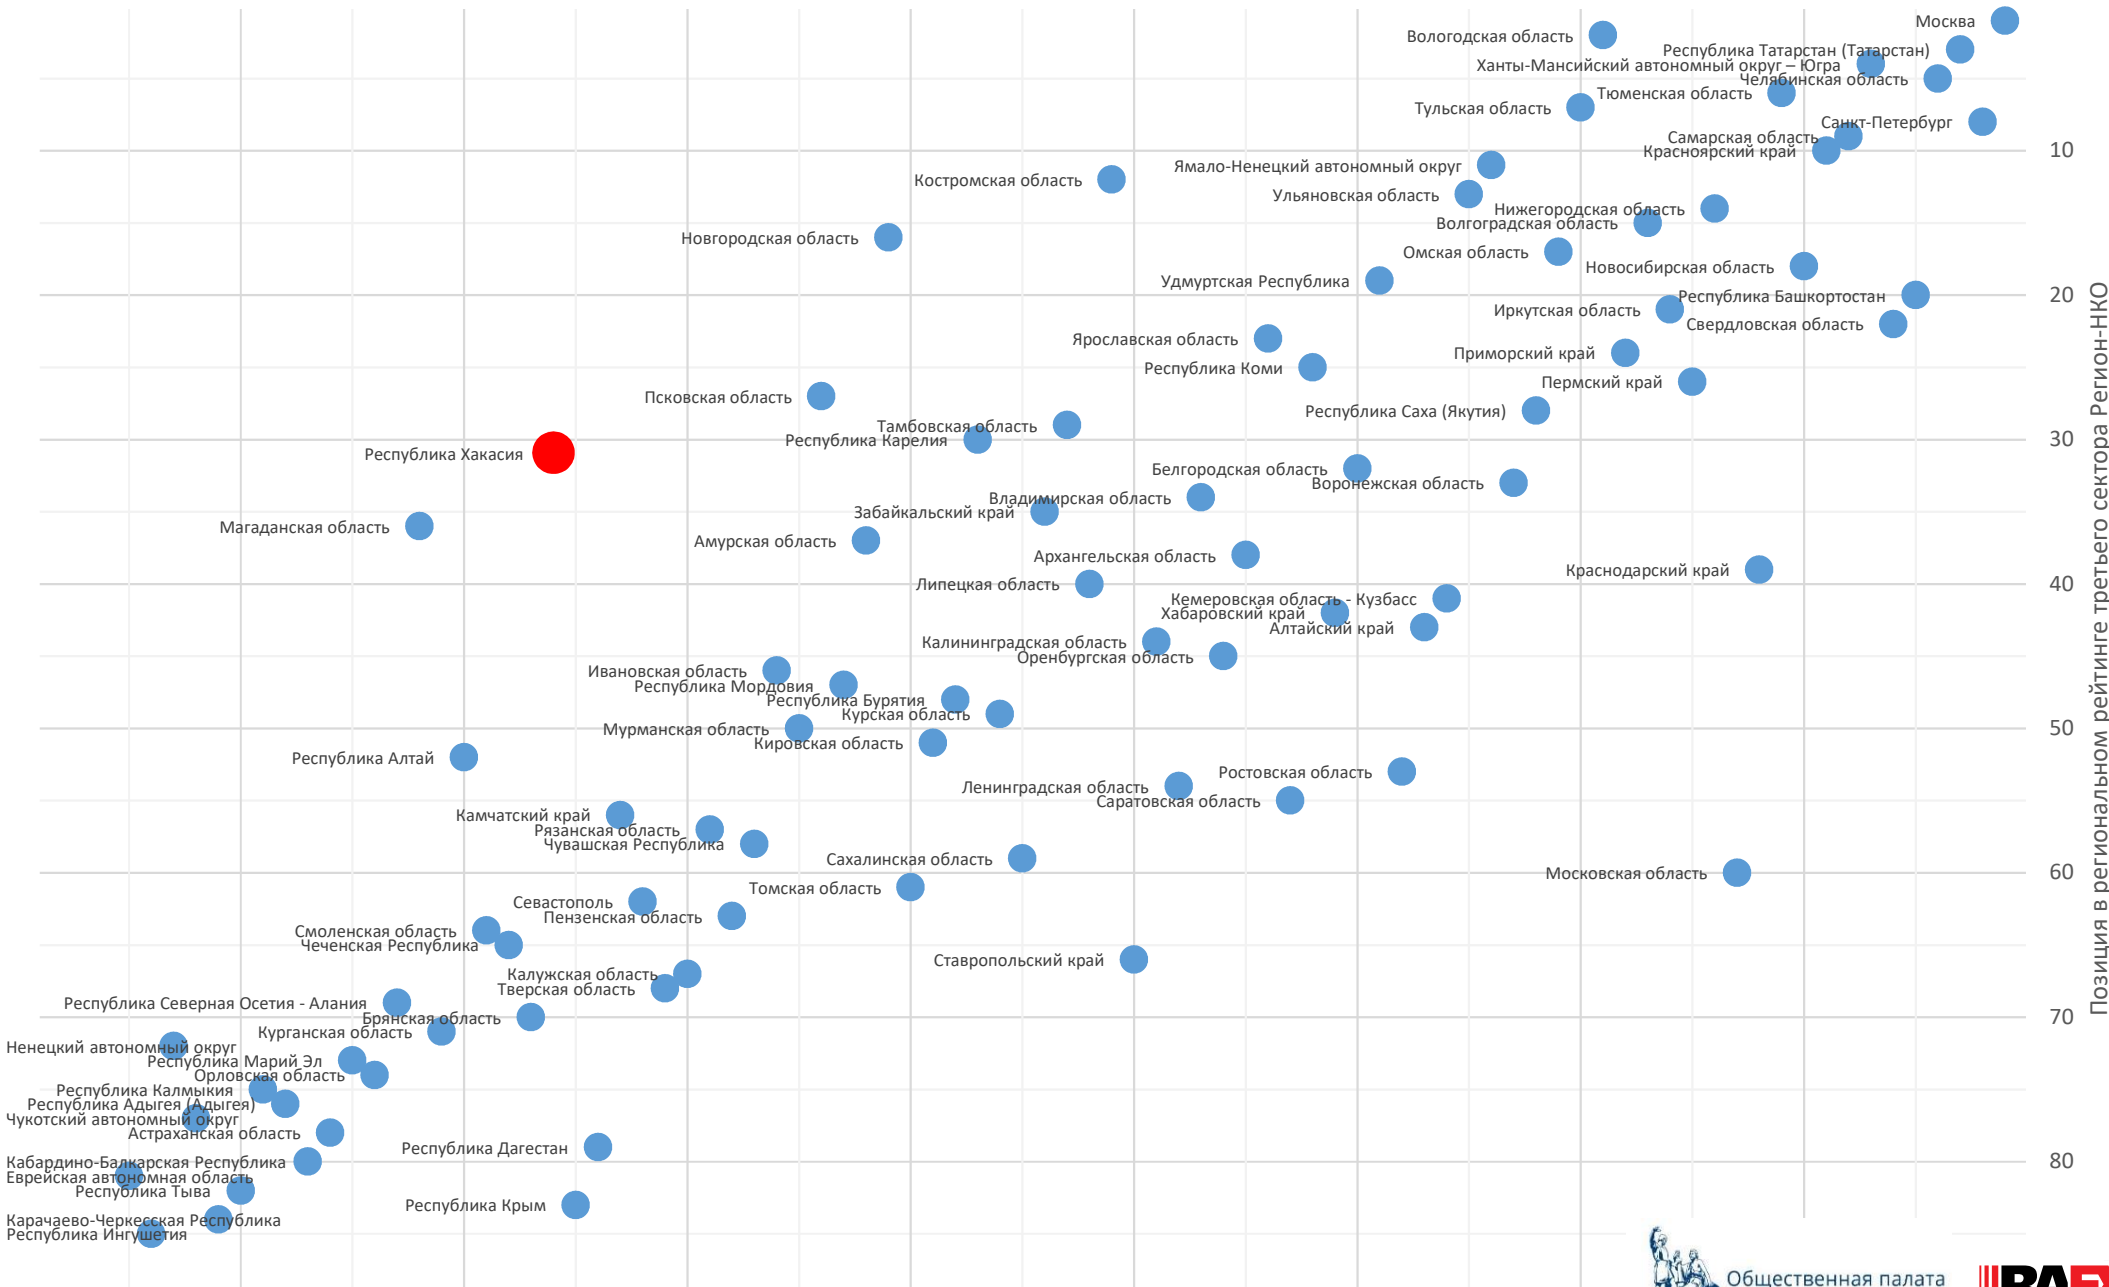 Москва
Вологодская область
Республика Татарстан (Татарстан)
Ханты-Мансийский автономный округ – Югра
Челябинская область
Тюменская область
Тульская область
Санкт-Петербург
Самарская область
Красноярский край
10
Ямало-Ненецкий автономный округ
Костромская область
Ульяновская область
Нижегородская область
Волгоградская область
Новгородская область
Омская область
Новосибирская область
Удмуртская Республика
Республика Башкортостан
20
Иркутская область
Свердловская область
Ярославская область
Приморский край
Республика Коми
Пермский край
Псковская область
Республика Саха (Якутия)
Тамбовская область
Республика Карелия
30
Республика Хакасия
Белгородская область
Воронежская область
Владимирская область
Забайкальский край
Магаданская область
Амурская область
Архангельская область
Краснодарский край
Липецкая область
40
Кемеровская область - Кузбасс
Хабаровский край
Алтайский край
Калининградская область
Оренбургская область
Ивановская область
Республика Мордовия
Республика Бурятия
Курская область
Мурманская область
50
Кировская область
Республика Алтай
Ростовская область
Ленинградская область
Саратовская область
Камчатский край
Рязанская область
Чувашская Республика
Сахалинская область
Московская область
60
Томская область
Севастополь
Пензенская область
Смоленская область
Чеченская Республика
Ставропольский край
Калужская область
Тверская область
Республика Северная Осетия - Алания
Брянская область
70
Курганская область
Ненецкий автономный округ
Республика Марий Эл
Орловская область
Республика Калмыкия
Республика Адыгея (Адыгея)
Чукотский автономный округ
Астраханская область
Республика Дагестан
Кабардино-Балкарская Республика
80
Еврейская автономная область
Республика Тыва
Республика Крым
Карачаево-Черкесская Республика
Республика Ингушетия
Позиция в региональном рейтинге третьего сектора Регион-НКО
Общественная палата